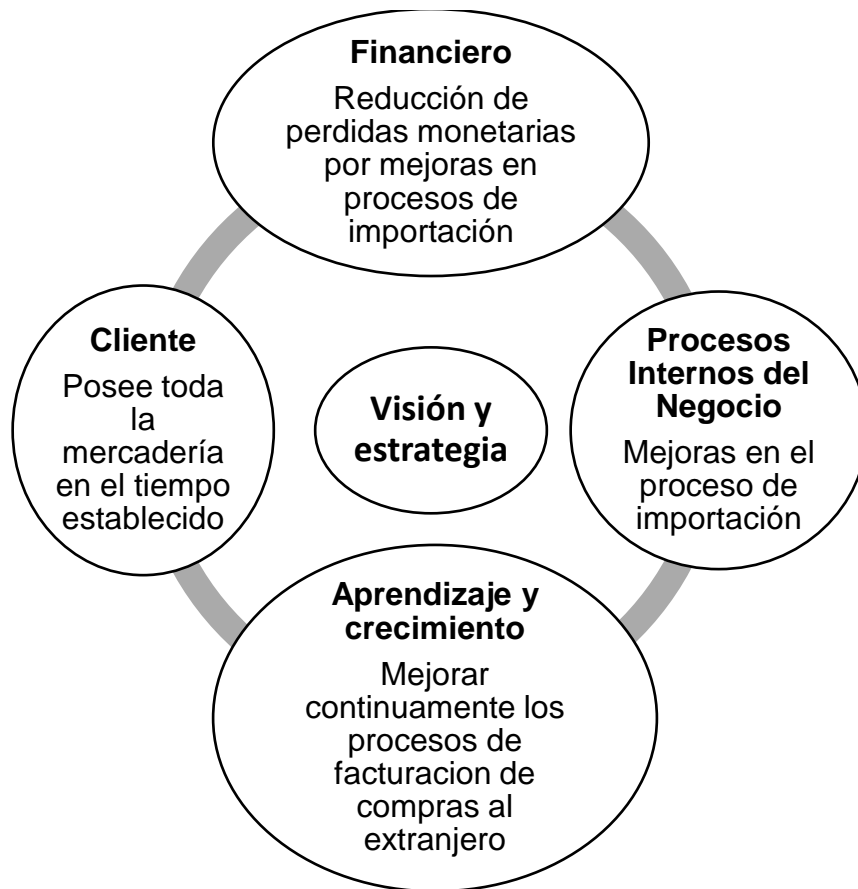 Financiero
Reducción de
perdidas monetarias
por mejoras en
procesos de
importación
Cliente
Posee toda
la
mercadería
en el tiempo
establecido
Visión y
estrategia
Procesos
Internos del
Negocio
Mejoras en el
proceso de
importación
Aprendizaje y
crecimiento
Mejorar
continuamente los
procesos de
facturacion de
compras al
extranjero